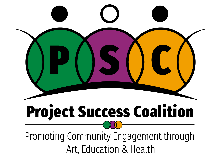 PSC
Project Success Coalition
Promoting Community Engagement through
Art, Education & Health